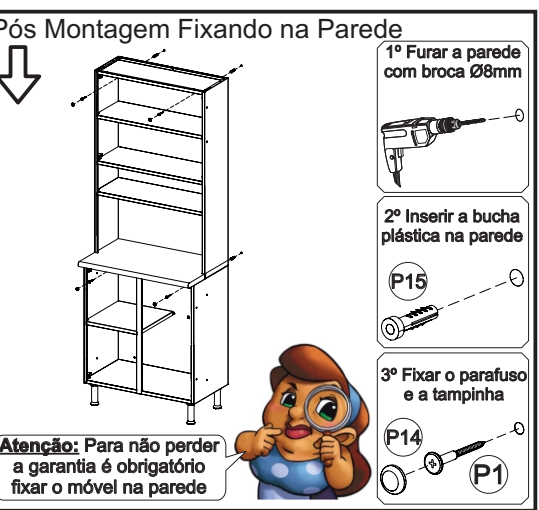 Pós Montagem Fixando na Parede
1º Furar a parede
com broca Ø8mm
2º Inserir a bucha
plástica na parede
P15
3º Fixar o parafuso
e a tampinha
P14
P1
Atenção: Para não perder
a garantia é obrigatório
fixar o móvel na parede